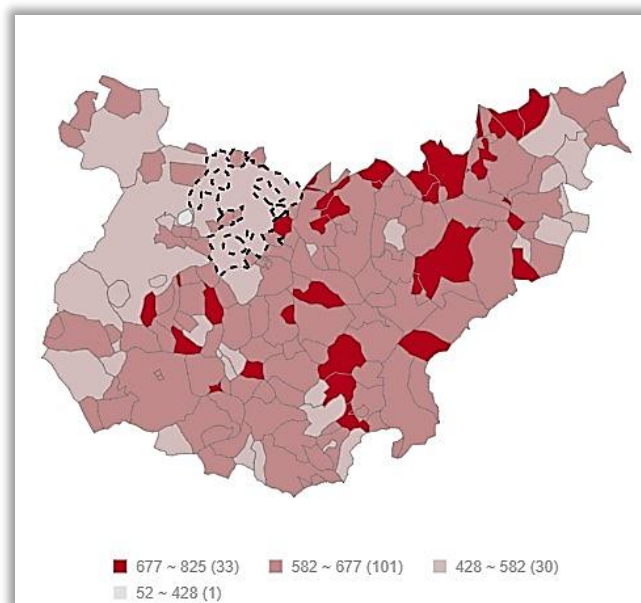 677 ~ 825 (33) 582 ~ 677 (101) 428 ~ 582 (30)
52 ~ 428 (1)